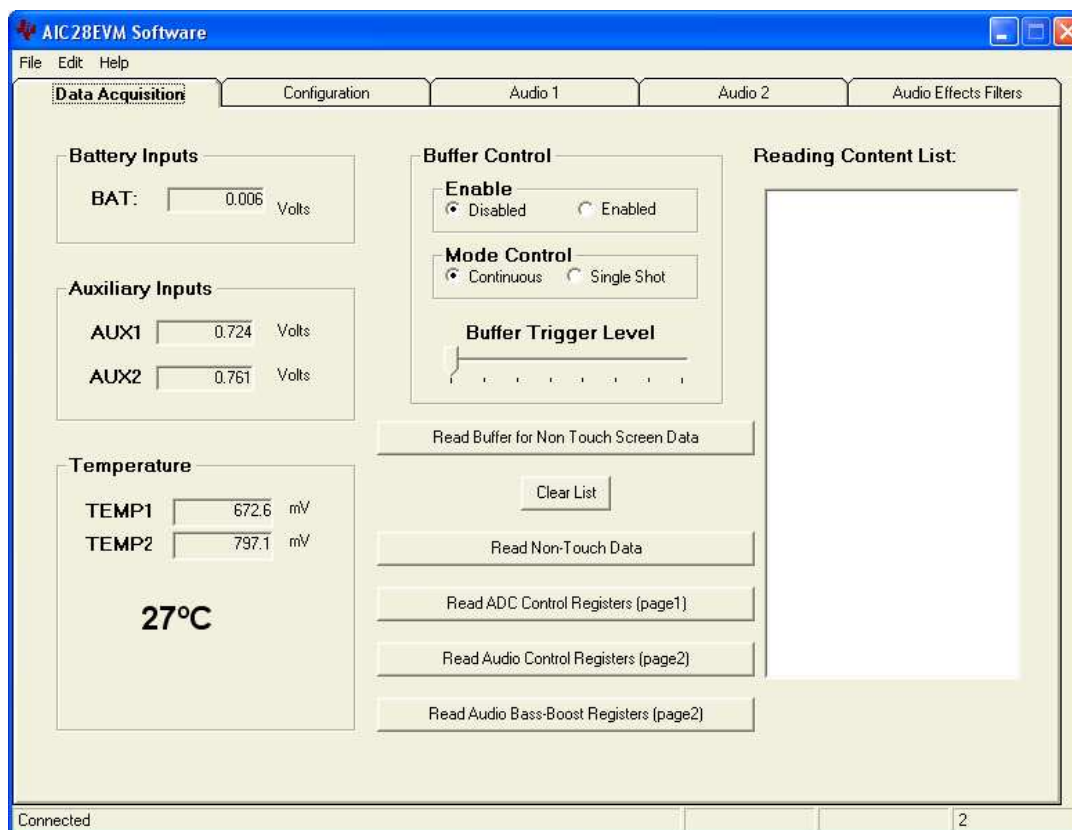 AIC28EVM Software
File Edit Help
Data Acquisition Configuration Audio 1 Audio 2 Audio Effects Filters
Battery Inputs
BAT: 0.006 Volts
Auxiliary Inputs
AUX1 0.724 Volts
AUX2 0.761 Volts
Temperature
TEMP1 672.6 mV
TEMP2 797.1 mV
27ºC
Buffer Control
Enable
Disabled Enabled
Mode Control
Continuous Single Shot
Buffer Trigger Level
Read Buffer for Non Touch Screen Data
Clear List
Read Non-Touch Data
Read ADC Control Registers (page1)
Read Audio Control Registers (page2)
Read Audio Bass-Boost Registers (page2)
Reading Content List:
Connected 2